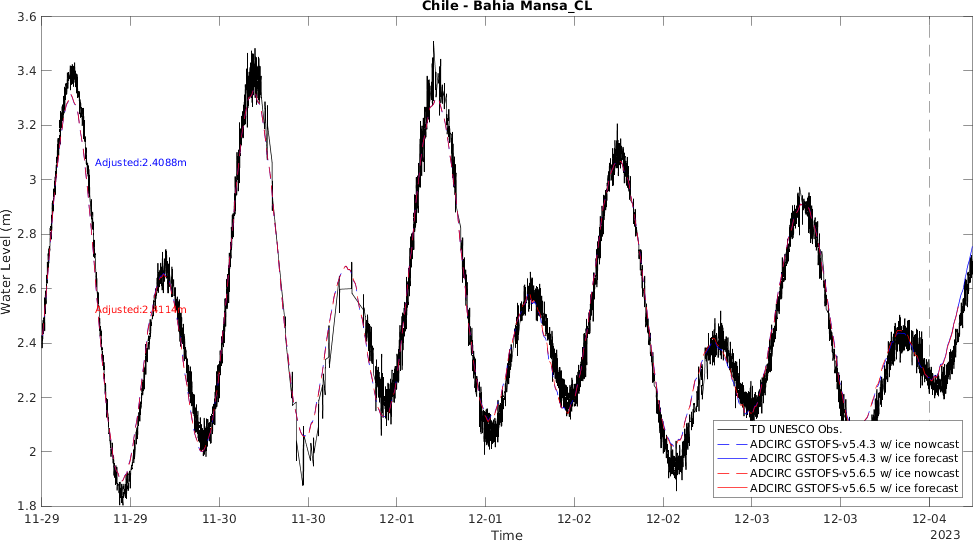 Chile - Bahia Mansa_CL
3.6
3.4
3.2
3
2.8
2.6
2.4
2.2
2
1.8
Water Level (m)
Adjusted:2.4088m
Adjusted:2.4114m
TD UNESCO Obs.
ADCIRC GSTOFS-v5.4.3 w/ ice nowcast
ADCIRC GSTOFS-v5.4.3 w/ ice forecast
ADCIRC GSTOFS-v5.6.5 w/ ice nowcast
ADCIRC GSTOFS-v5.6.5 w/ ice forecast
11-29 11-29 11-30 11-30 12-01 12-01 12-02 12-02 12-03 12-03 12-04
Time
2023